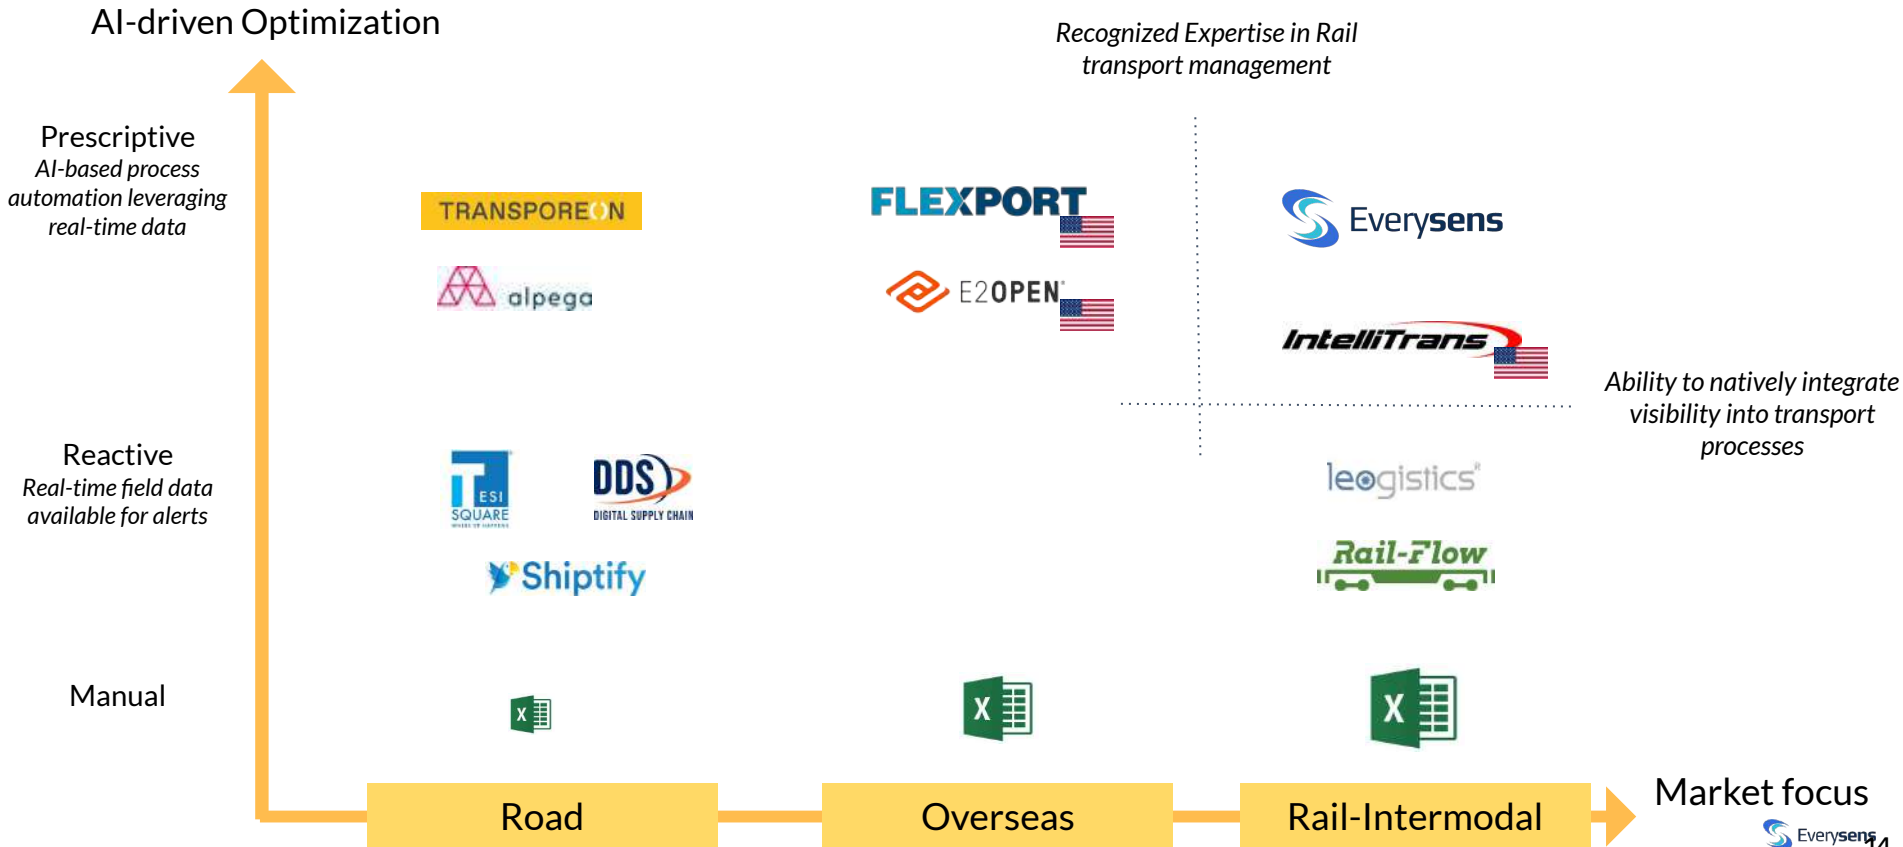 AI-driven Optimization
Recognized Expertise in Rail
transport management
Prescriptive
AI-based process
automation leveraging
real-time data
TRANSPOREON
FLEXPORT
Everysens
alpega
E2OPEN
IntelliTrans
Ability to natively integrate
visibility into transport
processes
Reactive
Real-time field data
available for alerts
TESI
SQUARE
DDS
DIGITAL SUPPLY CHAIN
leogistics
Shiptify
Rail-Flow
Manual
X
X
X
Road
Overseas
Rail-Intermodal
Market focus
Everysens
14